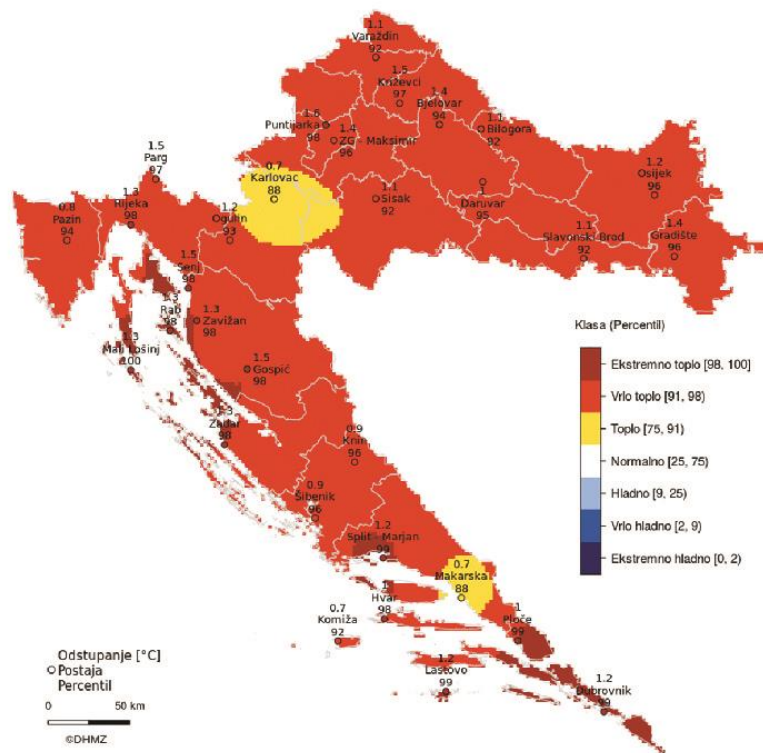 1.1
Varaždin
92
1.5
Križevci
97
1.4
Bjelovar
94
1.6
Puntijarka
98
1.4
ZG - Maksimir
96
1.1
Bilogora
92
1.5
Parg
97
0.7
Karlovac
88
1.2
Osijek
96
1.3
Rijeka
98
0.8
Pazin
94
1.2
Ogulin
93
1.1
Sisak
92
1
Daruvar
95
1.1
Slavonski Brod
92
1.4
Gradište
96
1.5
Senj
98
1.3
Rab
98
1.3
Zavižan
98
1.3
Mali Lošinj
100
1.5
Gospić
98
1.3
Zadar
98
0.9
Knin
96
0.9
Šibenik
96
1.2
Split - Marjan
99
0.7
Makarska
88
1
Hvar
98
0.7
Komiža
92
1
Ploče
99
1.2
Lastovo
99
1.2
Dubrovnik
99
Klasa (Percentil)
Ekstremno toplo [98, 100]
Vrlo toplo [91, 98)
Toplo [75, 91)
Normalno [25, 75)
Hladno [9, 25)
Vrlo hladno [2, 9)
Ekstremno hladno [0, 2)
Odstupanje [°C]
Postaja
Percentil
0 50 km
©DHMZ